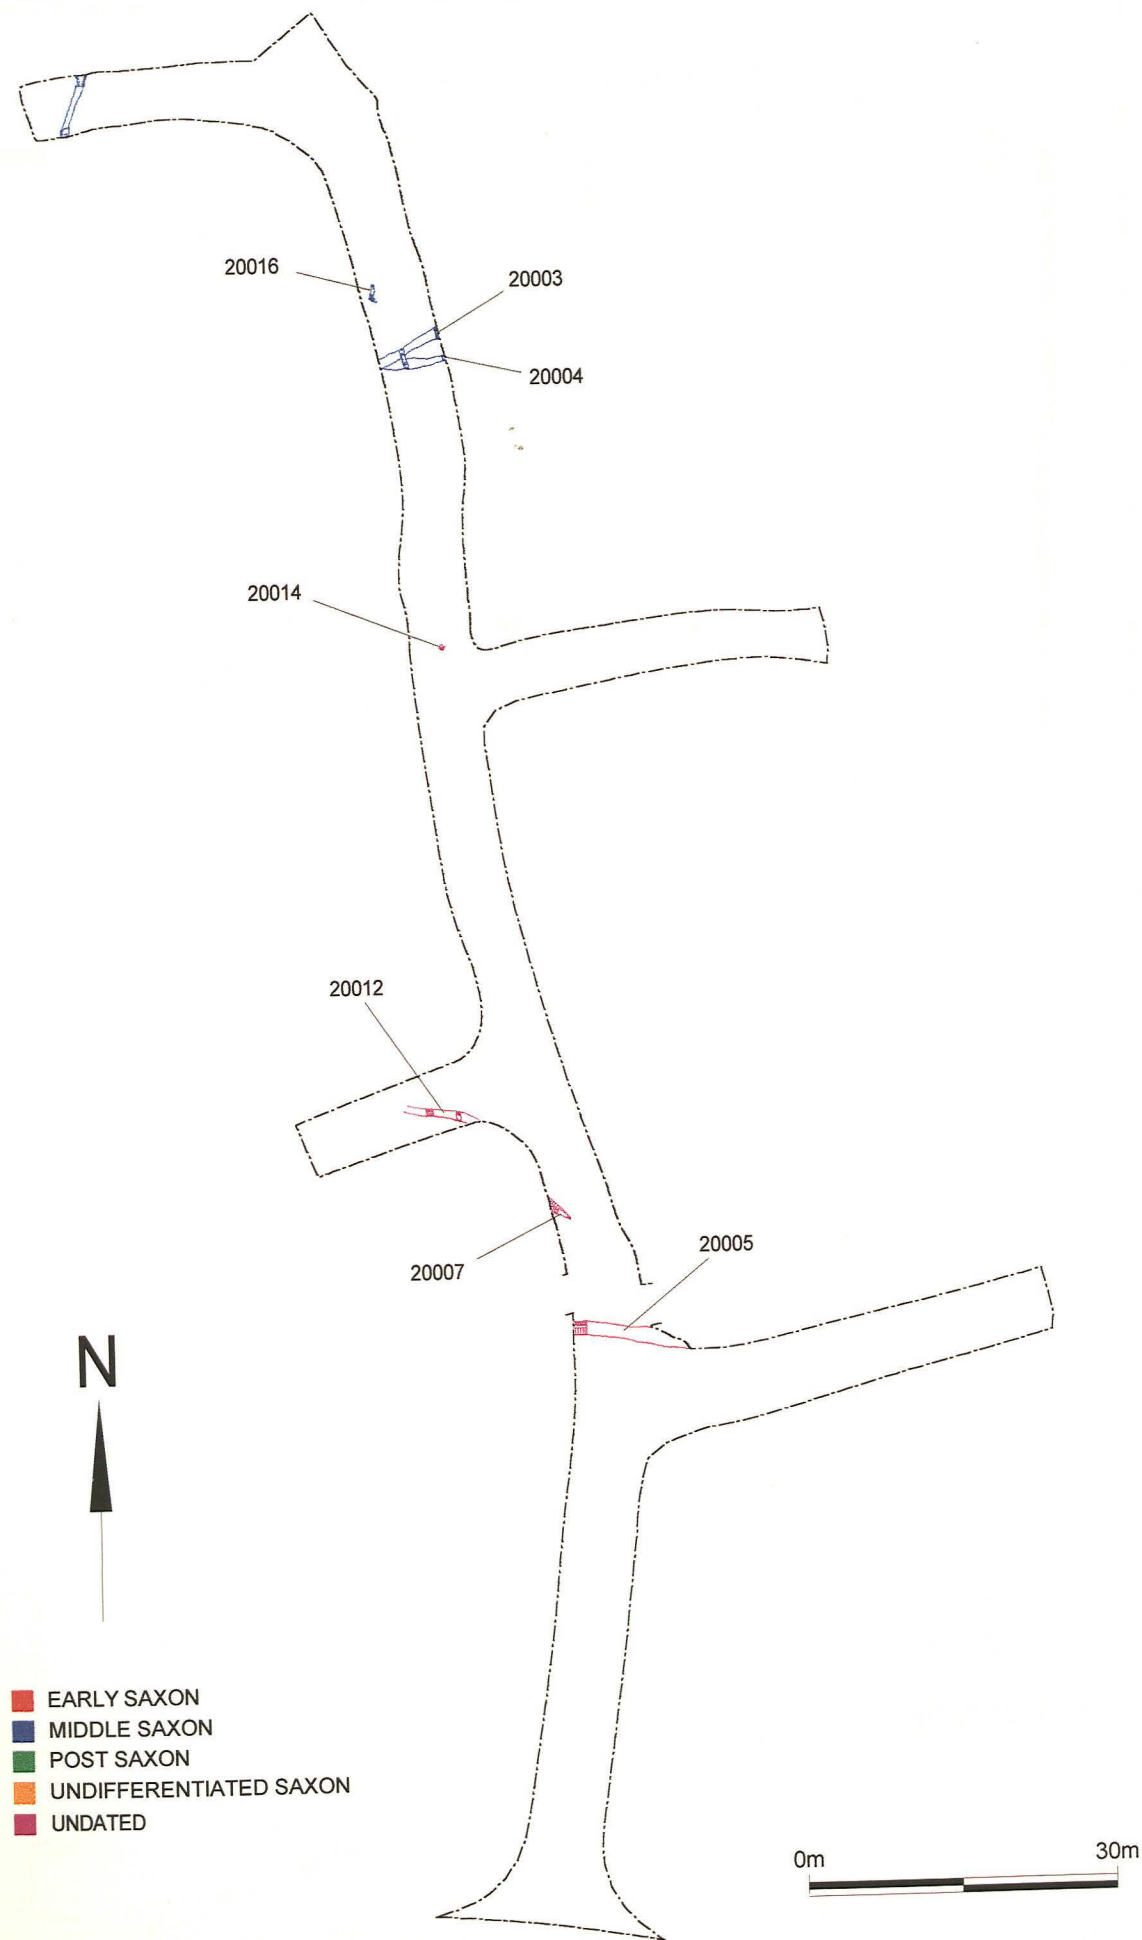 20016
20003
20004
20014
20012
20007
20005
N
EARLY SAXON
MIDDLE SAXON
POST SAXON
UNDIFFERENTIATED SAXON
UNDATED
0m
30m